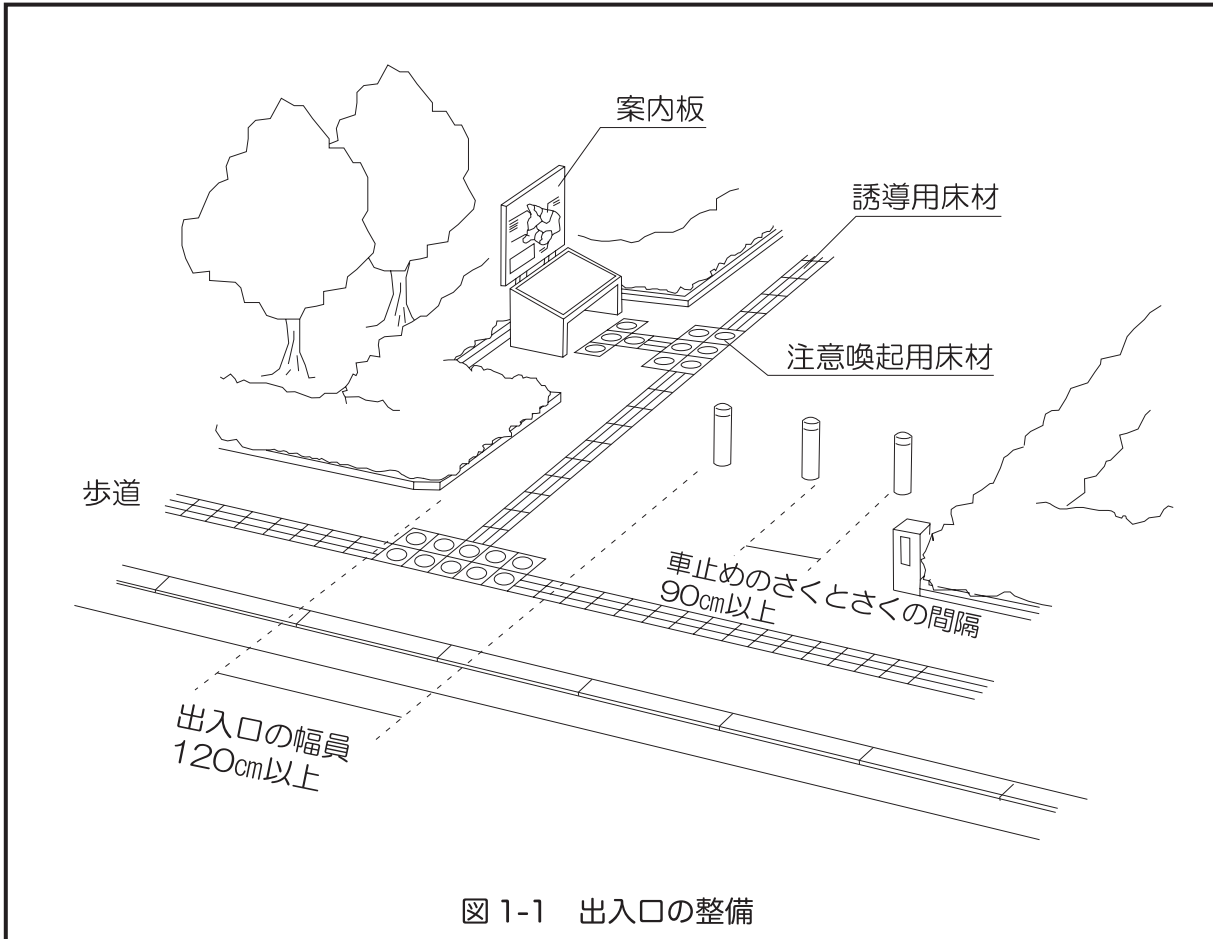 案内板
誘導用床材
注意喚起用床材
歩道
車止めのさくとさくの間隔
90cm以上
出入口の幅員
120cm以上
図 1-1 出入口の整備